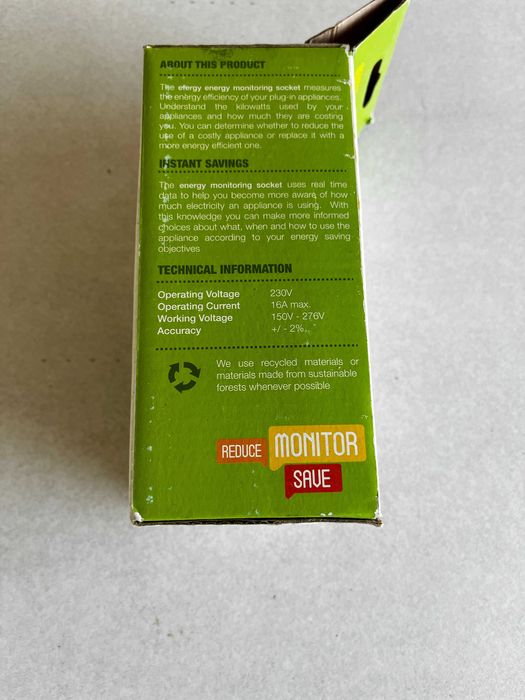 ABOUT THIS PRODUCT
The efergy energy monitoring socket measures
the energy efficiency of your plug-in appliances.
Understand the kilowatts used by your
appliances and how much they are costing
you. You can determine whether to reduce the
use of a costly appliance or replace it with a
more energy efficient one.
INSTANT SAVINGS
The energy monitoring socket uses real time
data to help you become more aware of how
much electricity an appliance is using. With
this knowledge you can make more informed
choices about what, when and how to use the
appliance according to your energy saving
objectives
TECHNICAL INFORMATION
Operating Voltage 230V
Operating Current 16A max.
Working Voltage 150V - 276V
Accuracy +/- 2%.
We use recycled materials or
materials made from sustainable
forests whenever possible
REDUCE MONITOR
SAVE